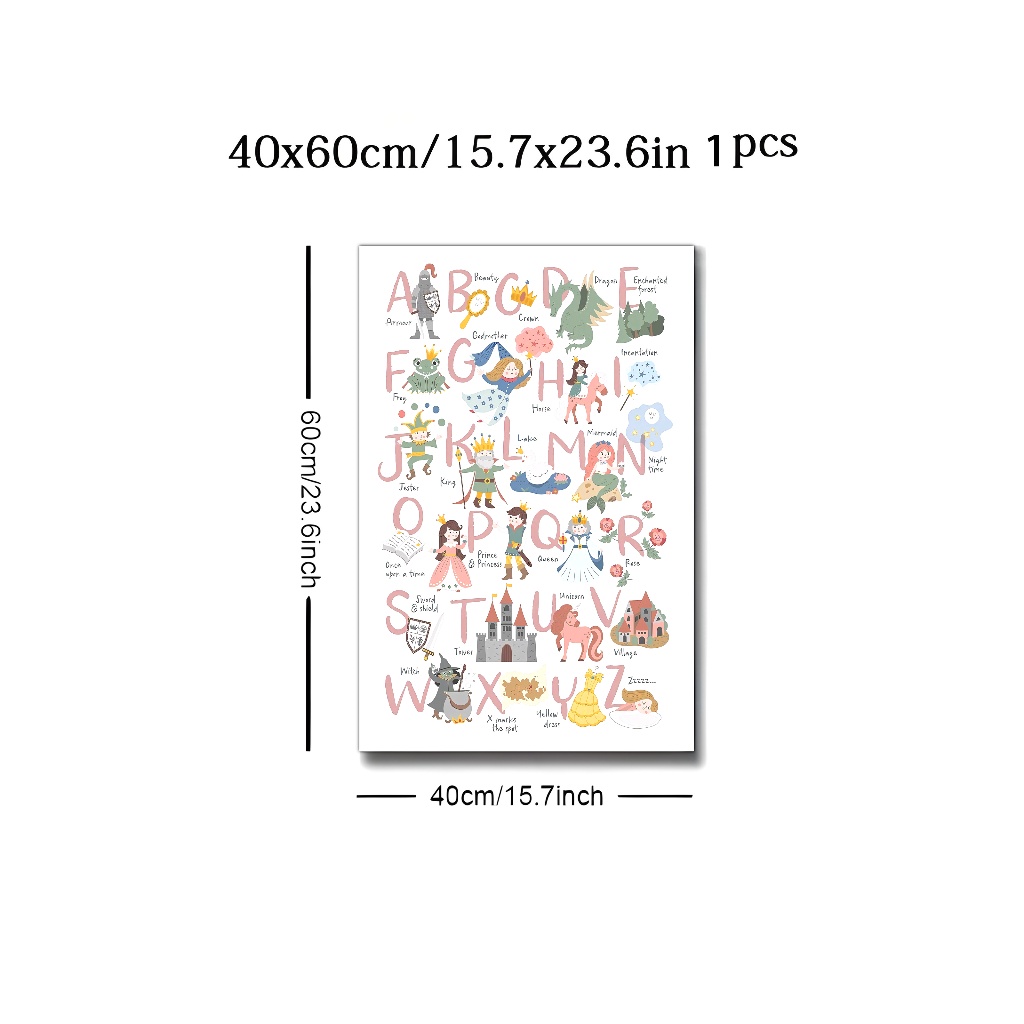 40x60cm/15.7x23.6in 1pcs
60cm/23.6inch
A B C D E
Armour
Beauty
Crown
Dragon
Enchanted
forest
F G H I
Frog
Horse
Incantation
J K L M N
Jester
King
Lake
Mermaid
Night
time
O P Q R
Once
upon a time
Prince
& Princess
Queen
Rose
S T U V
Sword
& shield
Tower
Unicorn
Village
W X Y Z
Witch
X marks
the spot
Yellow
dress
Zzzzz...
40cm/15.7inch